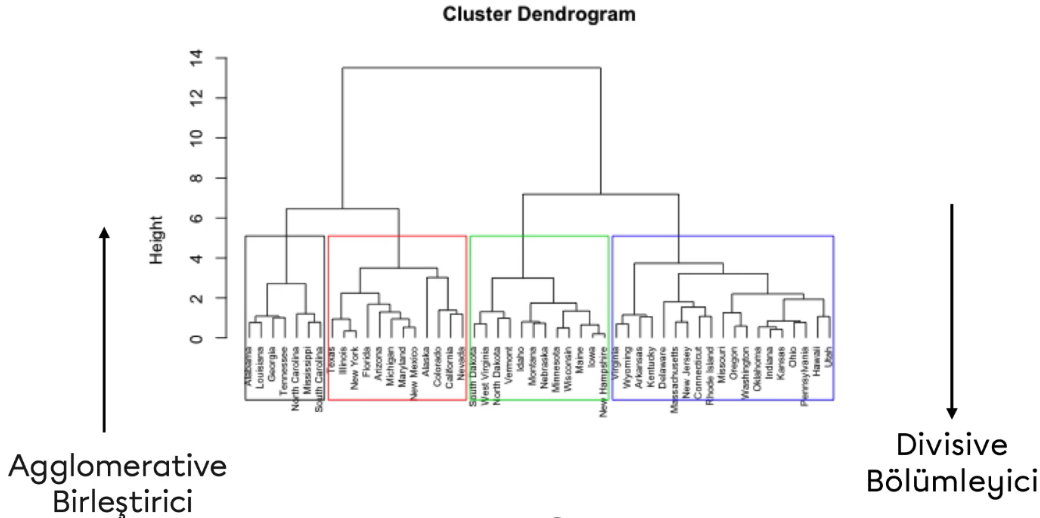 Cluster Dendrogram
Height
14
12
10
8
6
4
2
0
Alabama
Louisiana
Georgia
Tennessee
North Carolina
Mississippi
South Carolina
Texas
Illinois
New York
Florida
Arizona
Michigan
Maryland
New Mexico
Alaska
Colorado
California
Nevada
South Dakota
West Virginia
North Dakota
Vermont
Idaho
Montana
Nebraska
Minnesota
Wisconsin
Maine
Iowa
New Hampshire
Virginia
Wyoming
Arkansas
Kentucky
Delaware
Massachusetts
New Jersey
Connecticut
Rhode Island
Missouri
Oregon
Washington
Oklahoma
Indiana
Kansas
Ohio
Pennsylvania
Hawaii
Utah
Agglomerative
Birleştirici
Divisive
Bölümleyici